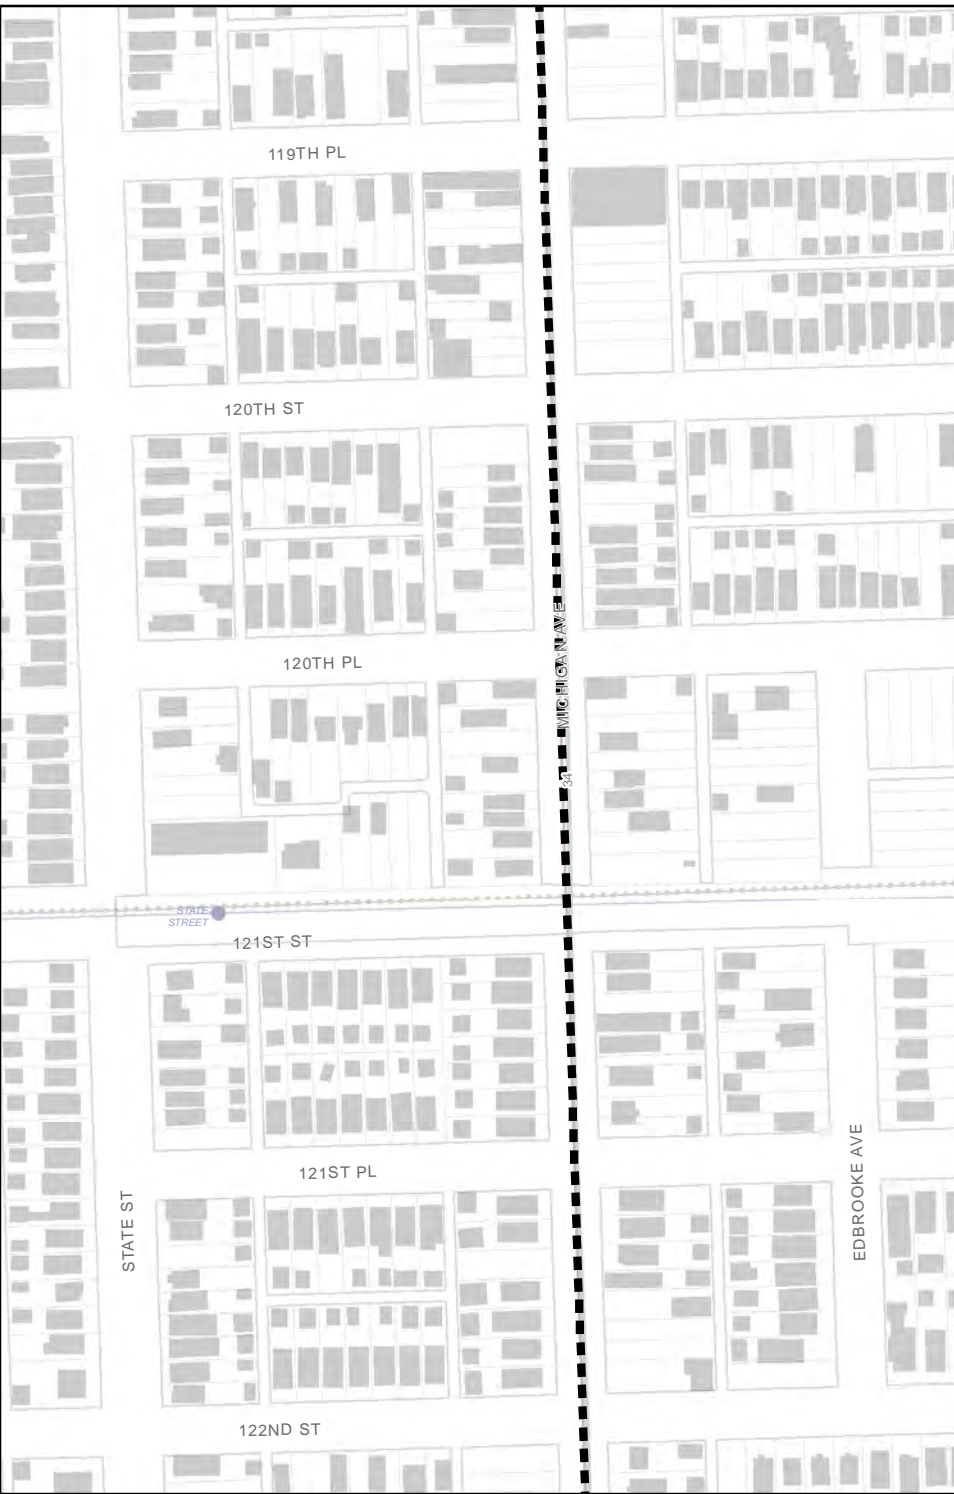 119TH PL
120TH ST
MICHIGAN AVE
120TH PL
34
STATE
STREET
121ST ST
121ST PL
STATE ST
EDBROOKE AVE
122ND ST